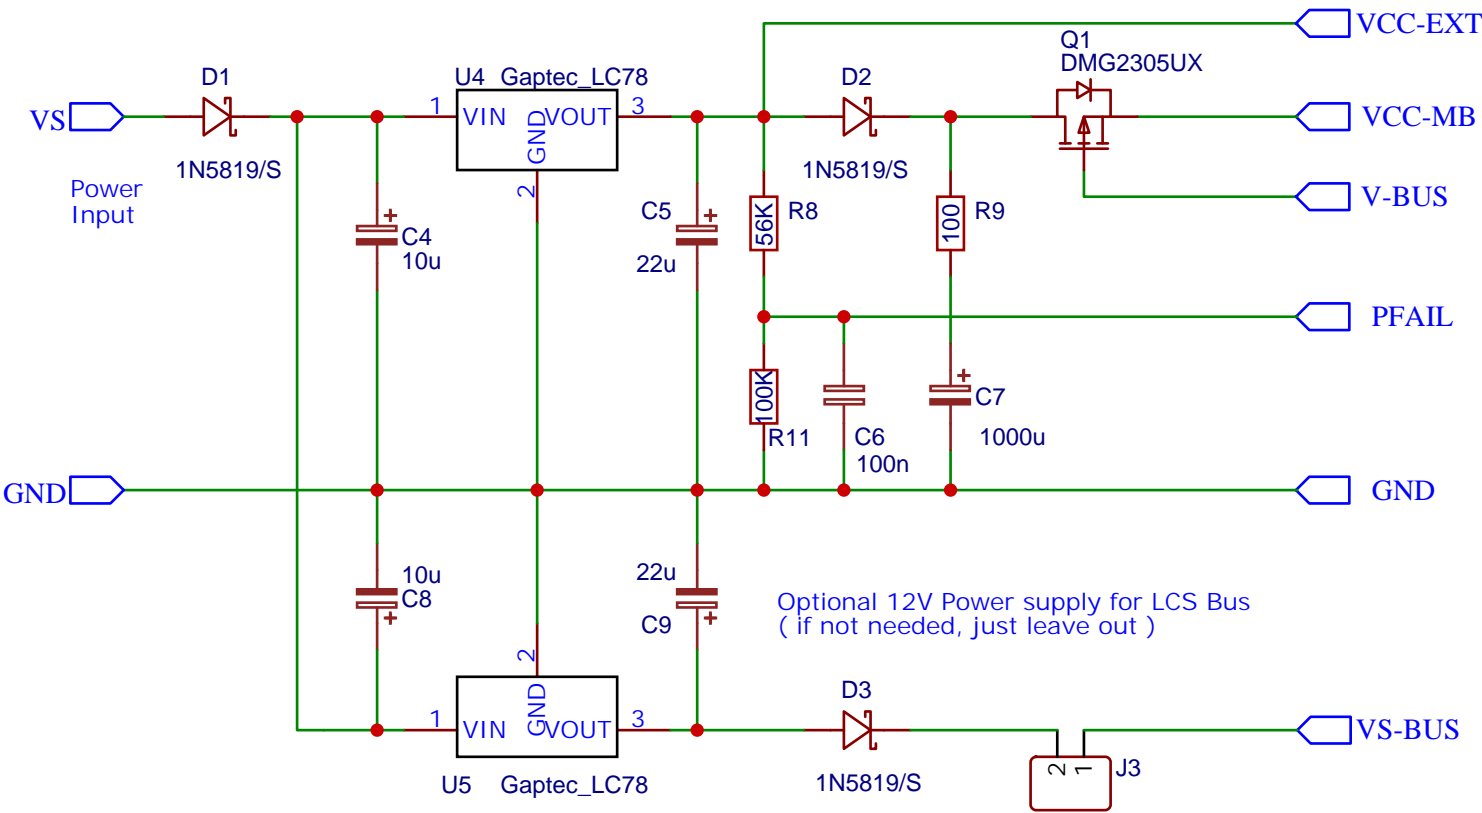 VCC-EXT
Q1
DMG2305UX
D1
U4 Gaptec_LC78
D2
VS
1
VIN
GND
VOUT
3
VCC-MB
1N5819/S
1N5819/S
Power
Input
2
V-BUS
C5
+
R8
56K
100
R9
+
C4
10u
22u
PFAIL
100K
+
C7
R11
C6
100n
1000u
GND
GND
10u
C8
+
22u
C9
+
Optional 12V Power supply for LCS Bus
( if not needed, just leave out )
2
D3
1
VIN
GND
VOUT
3
VS-BUS
U5 Gaptec_LC78
1N5819/S
2
1
J3